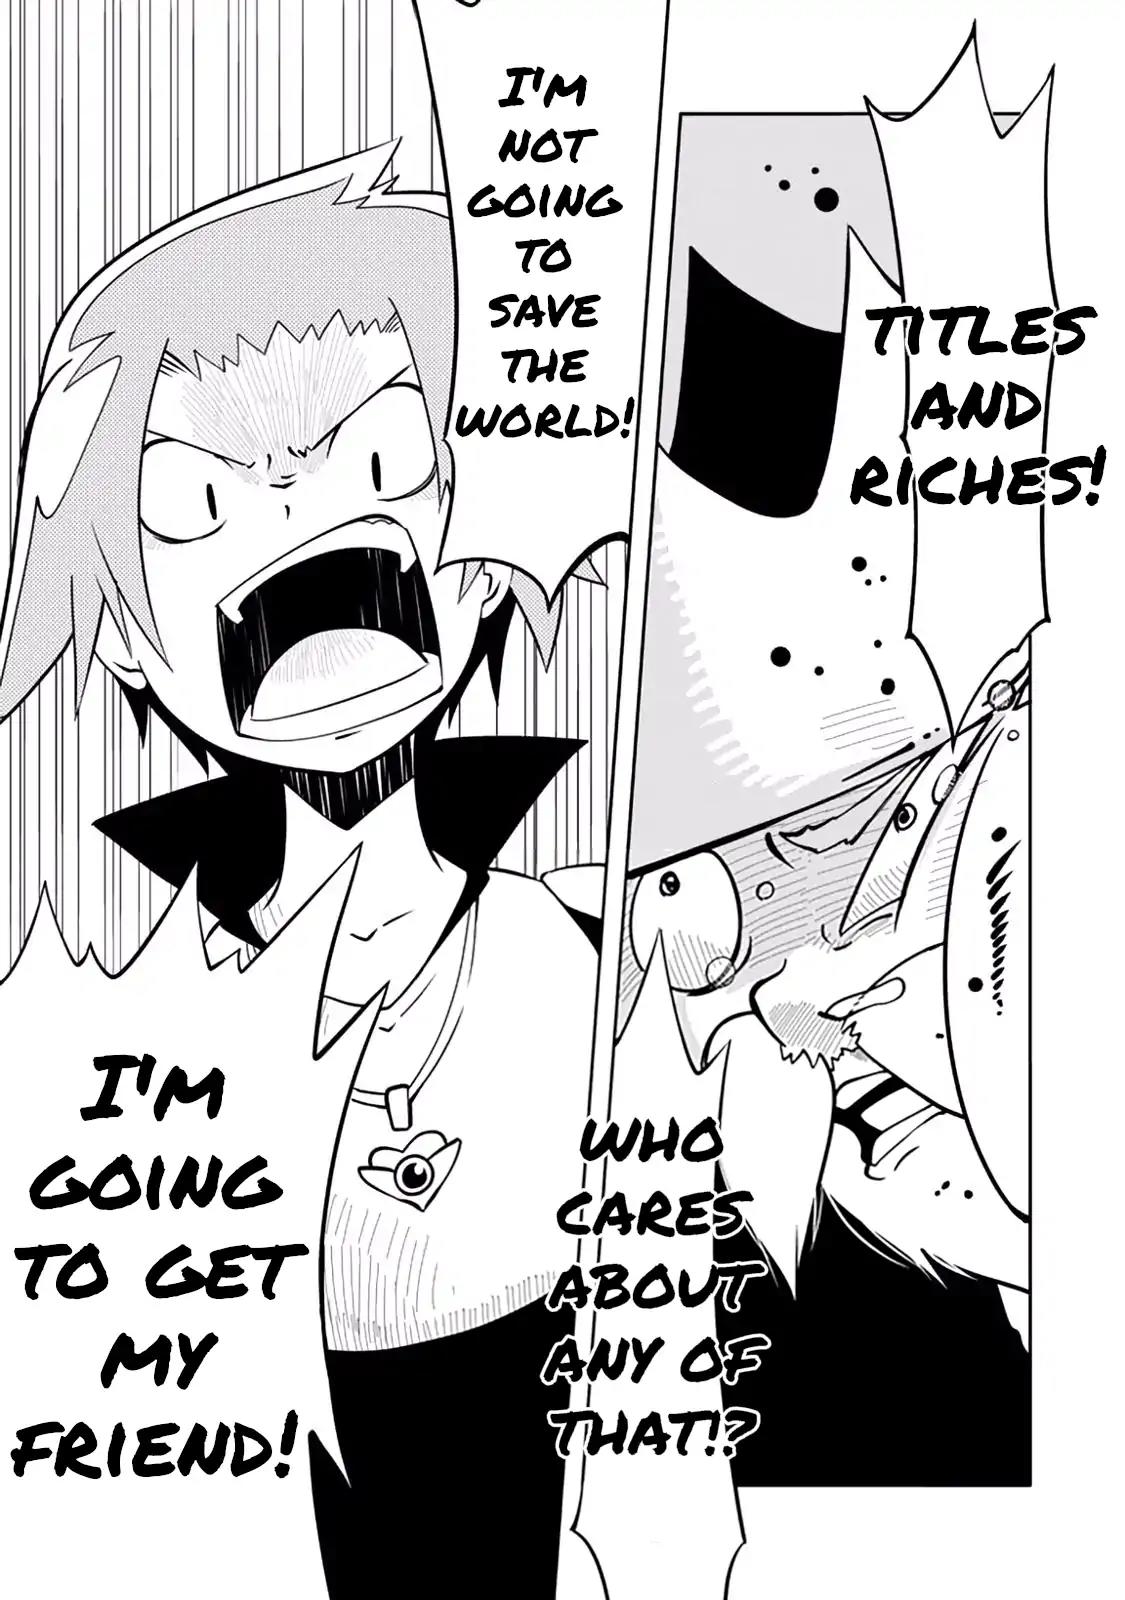 TITLES
AND
RICHES!
WHO
CARES
ABOUT
ANY OF
THAT!?
I'M
NOT
GOING
TO
SAVE
THE
WORLD!
I'M
GOING
TO GET
MY
FRIEND!